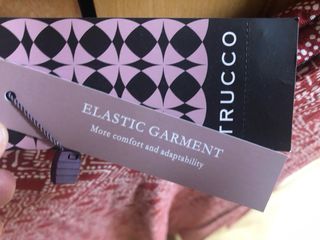 TRUCCO
ELASTIC GARMENT
More comfort and adaptability